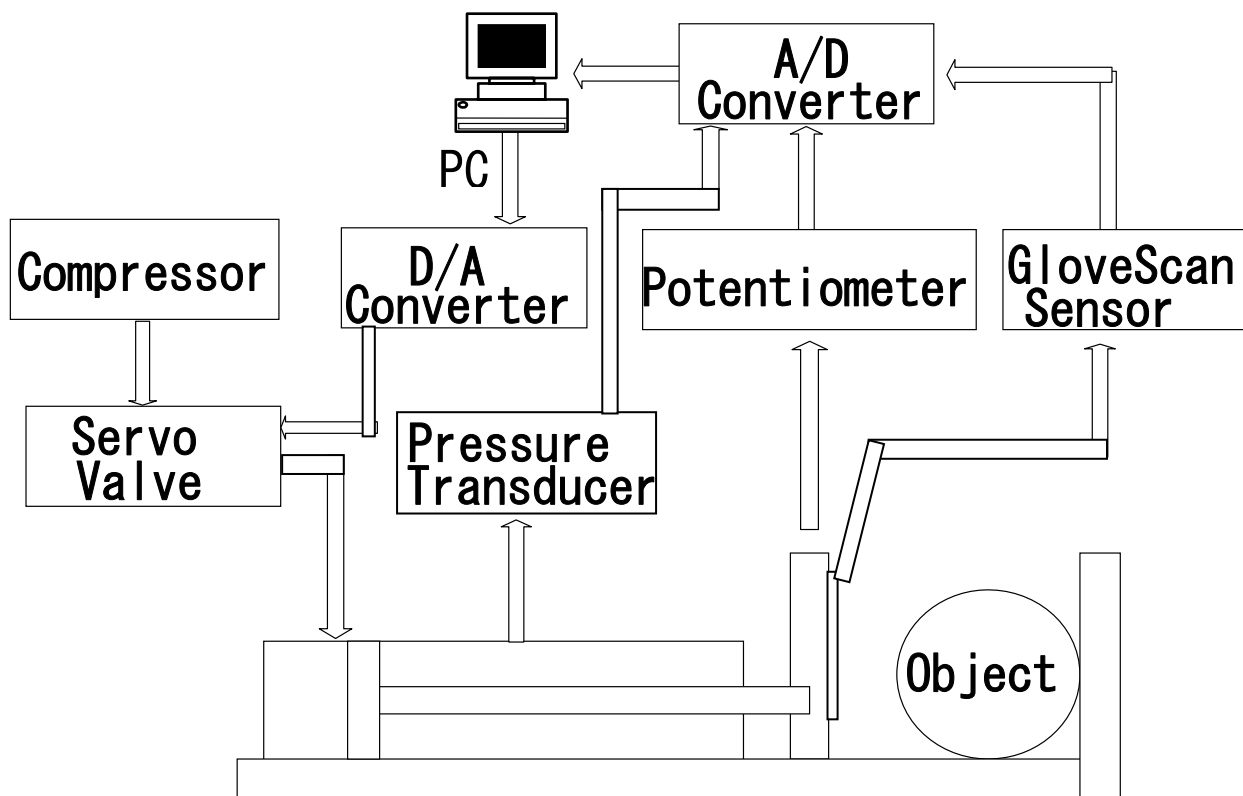 A/D
Converter
PC
Compressor
D/A
Converter
Potentiometer
GloveScan
Sensor
Servo
Valve
Pressure
Transducer
Object